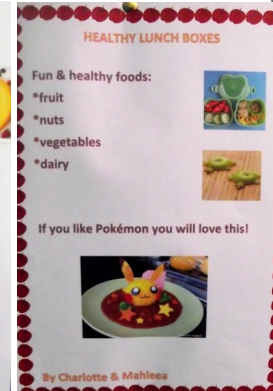 HEALTHY LUNCH BOXES
Fun & healthy foods:
*fruit
*nuts
*vegetables
*dairy
If you like Pokémon you will love this!
By Charlotte & Mahleea